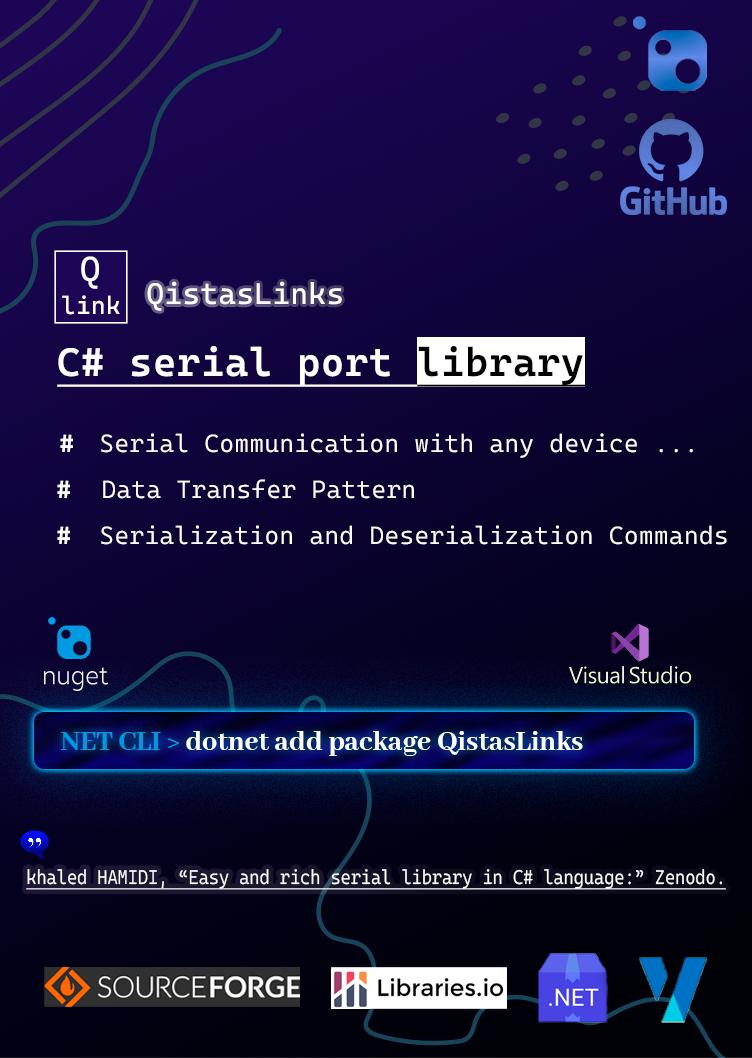 GitHub
Q
link
QistasLinks
C# serial port library
# Serial Communication with any device ...
# Data Transfer Pattern
# Serialization and Deserialization Commands
nuget
Visual Studio
NET CLI > dotnet add package QistasLinks
khaled HAMIDI, “Easy and rich serial library in C# language:” Zenodo.
SOURCEFORGE
Libraries.io
.NET